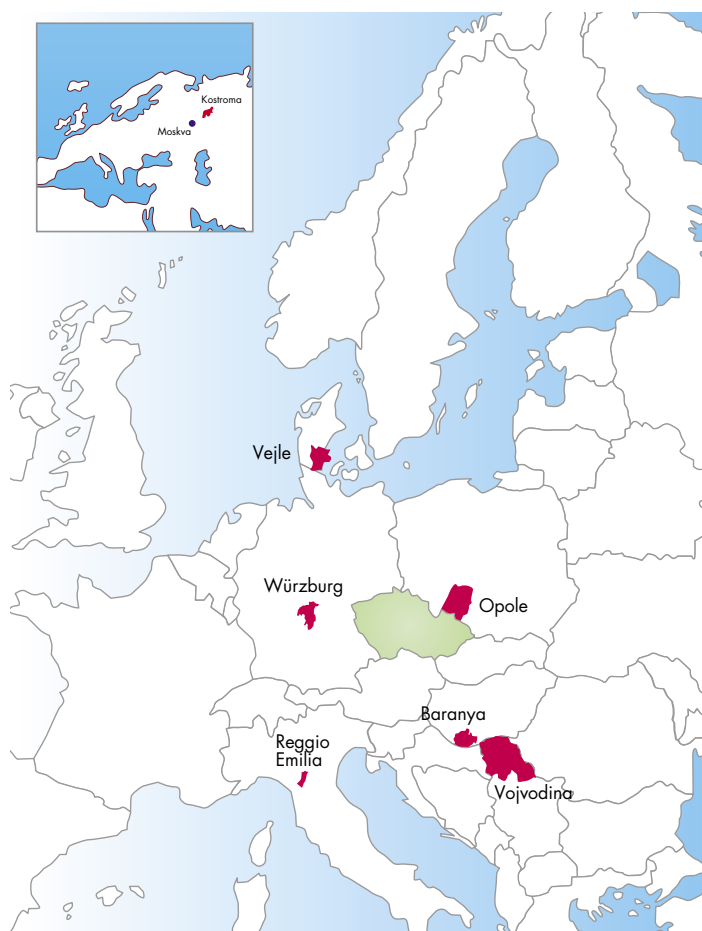 Kostroma
Moskva
Vejle
Würzburg
Opole
Baranya
Reggio
Emilia
Vojvodina